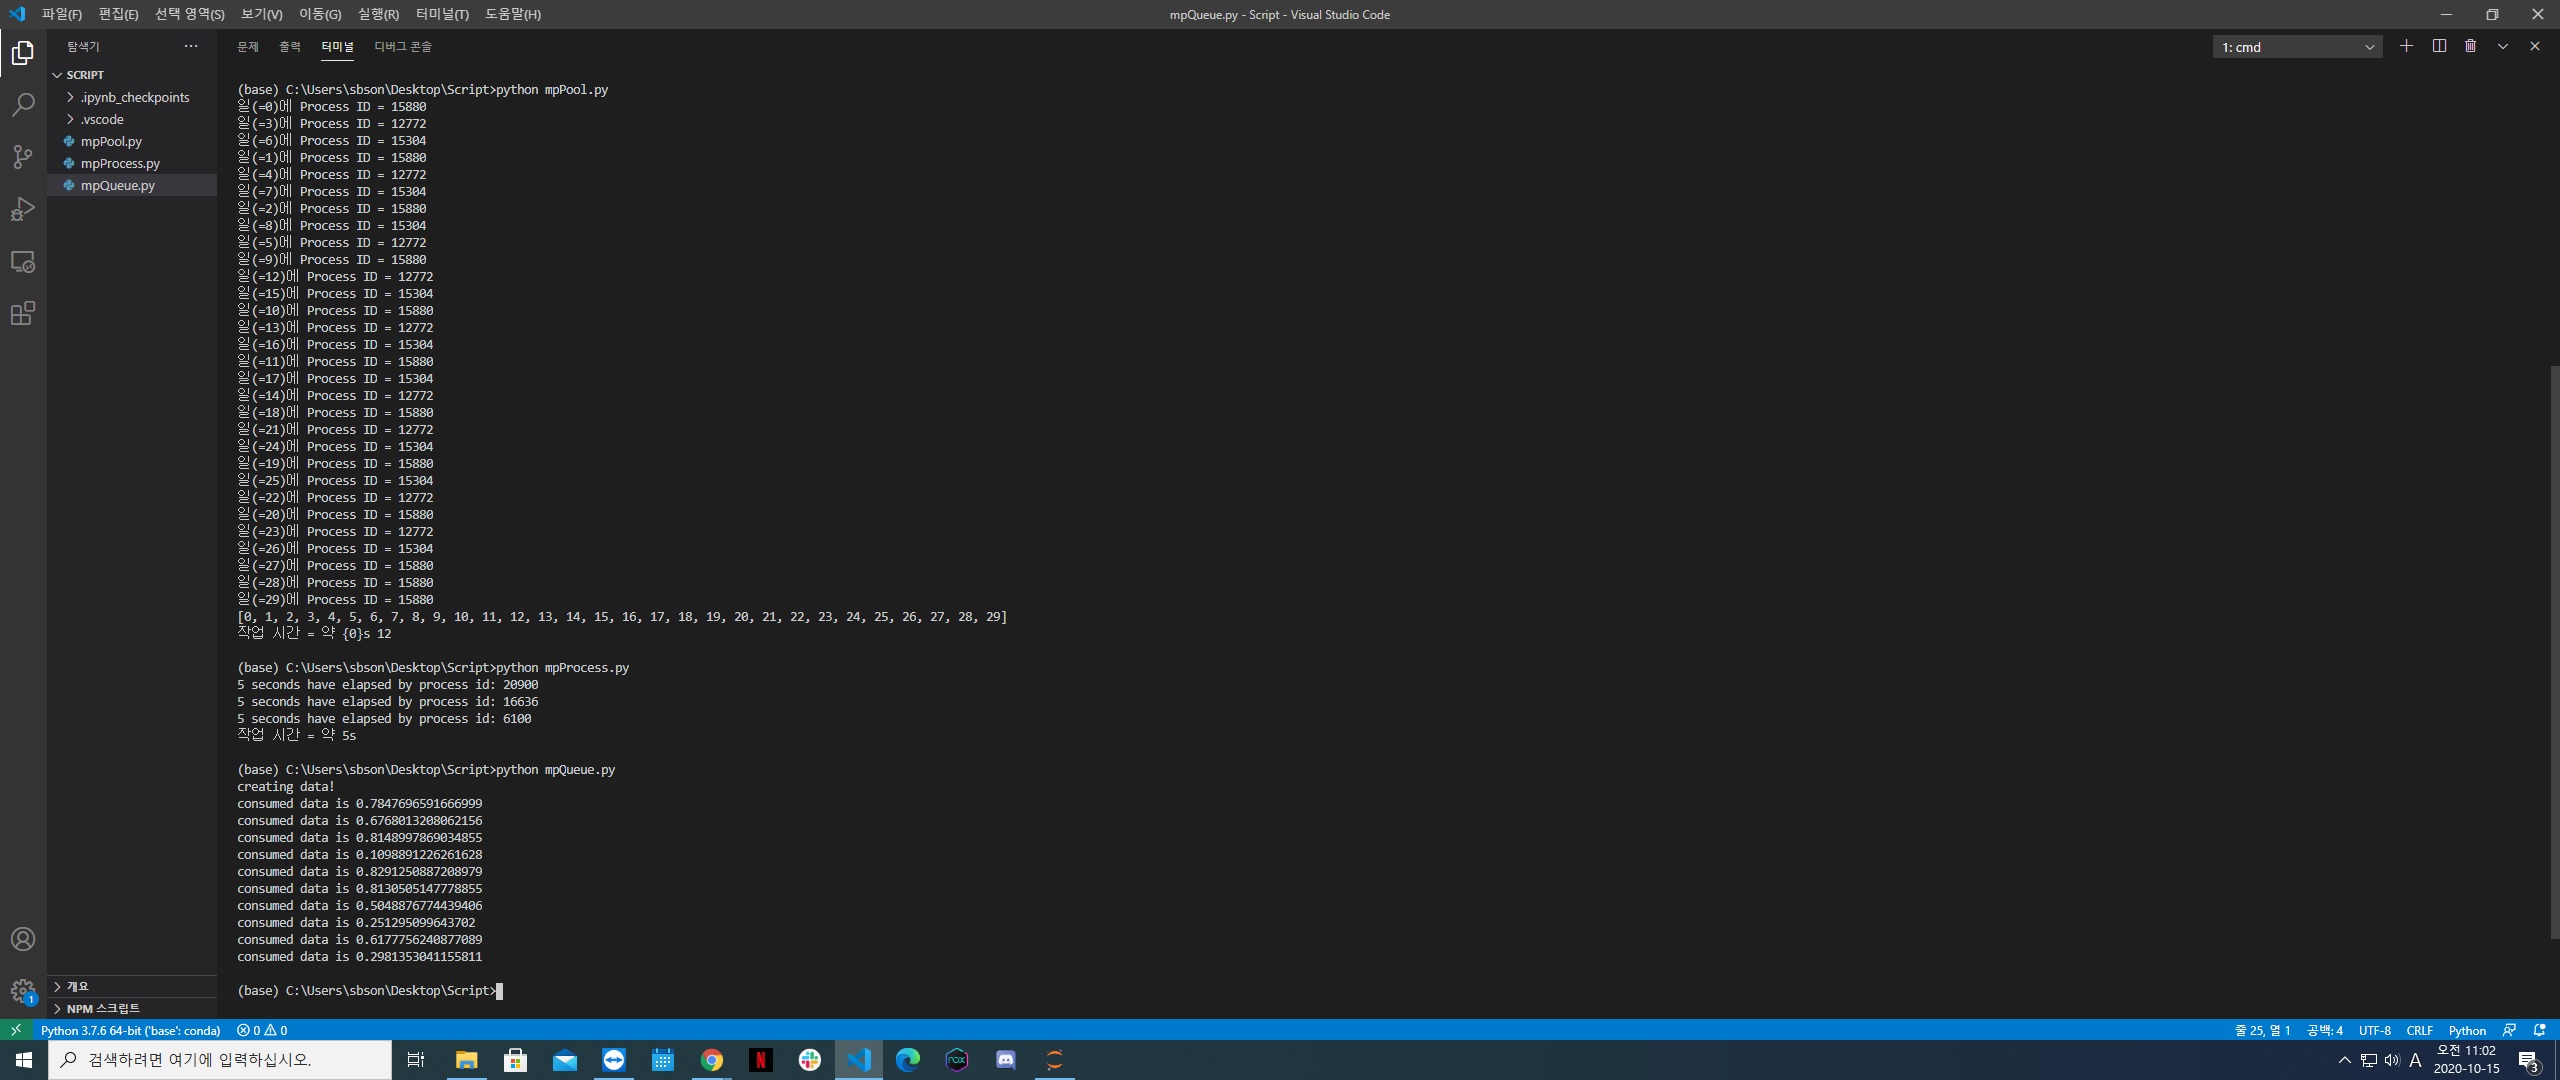 파일(F) 편집(E) 선택 영역(S) 보기(V) 이동(G) 실행(R) 터미널(T) 도움말(H) mpQueue.py - Script - Visual Studio Code
탐색기 ···
문제 출력 터미널 디버그 콘솔 1: cmd
SCRIPT
.ipynb_checkpoints
.vscode
mpPool.py
mpProcess.py
mpQueue.py
(base) C:\Users\sbson\Desktop\Script>python mpPool.py
일(=0)에 Process ID = 15880
일(=3)에 Process ID = 12772
일(=6)에 Process ID = 15304
일(=1)에 Process ID = 15880
일(=4)에 Process ID = 12772
일(=7)에 Process ID = 15304
일(=2)에 Process ID = 15880
일(=8)에 Process ID = 15304
일(=5)에 Process ID = 12772
일(=9)에 Process ID = 15880
일(=12)에 Process ID = 12772
일(=15)에 Process ID = 15304
일(=10)에 Process ID = 15880
일(=13)에 Process ID = 12772
일(=16)에 Process ID = 15304
일(=11)에 Process ID = 15880
일(=17)에 Process ID = 15304
일(=14)에 Process ID = 12772
일(=18)에 Process ID = 15880
일(=21)에 Process ID = 12772
일(=24)에 Process ID = 15304
일(=19)에 Process ID = 15880
일(=25)에 Process ID = 15304
일(=22)에 Process ID = 12772
일(=20)에 Process ID = 15880
일(=23)에 Process ID = 12772
일(=26)에 Process ID = 15304
일(=27)에 Process ID = 15880
일(=28)에 Process ID = 15880
일(=29)에 Process ID = 15880
[0, 1, 2, 3, 4, 5, 6, 7, 8, 9, 10, 11, 12, 13, 14, 15, 16, 17, 18, 19, 20, 21, 22, 23, 24, 25, 26, 27, 28, 29]
작업 시간 = 약 {0}s 12
(base) C:\Users\sbson\Desktop\Script>python mpProcess.py
5 seconds have elapsed by process id: 20900
5 seconds have elapsed by process id: 16636
5 seconds have elapsed by process id: 6100
작업 시간 = 약 5s
(base) C:\Users\sbson\Desktop\Script>python mpQueue.py
creating data!
consumed data is 0.7847696591666999
consumed data is 0.6768013208062156
consumed data is 0.8148997869034855
consumed data is 0.1098891226261628
consumed data is 0.8291250887208979
consumed data is 0.8130505147778855
consumed data is 0.5048876774439406
consumed data is 0.251295099643702
consumed data is 0.6177756240877089
consumed data is 0.2981353041155811
(base) C:\Users\sbson\Desktop\Script>
개요
NPM 스크립트
1
Python 3.7.6 64-bit ('base': conda) 0 0 줄 25, 열 1 공백: 4 UTF-8 CRLF Python
검색하려면 여기에 입력하십시오. N nox A 오전 11:02
2020-10-15 3